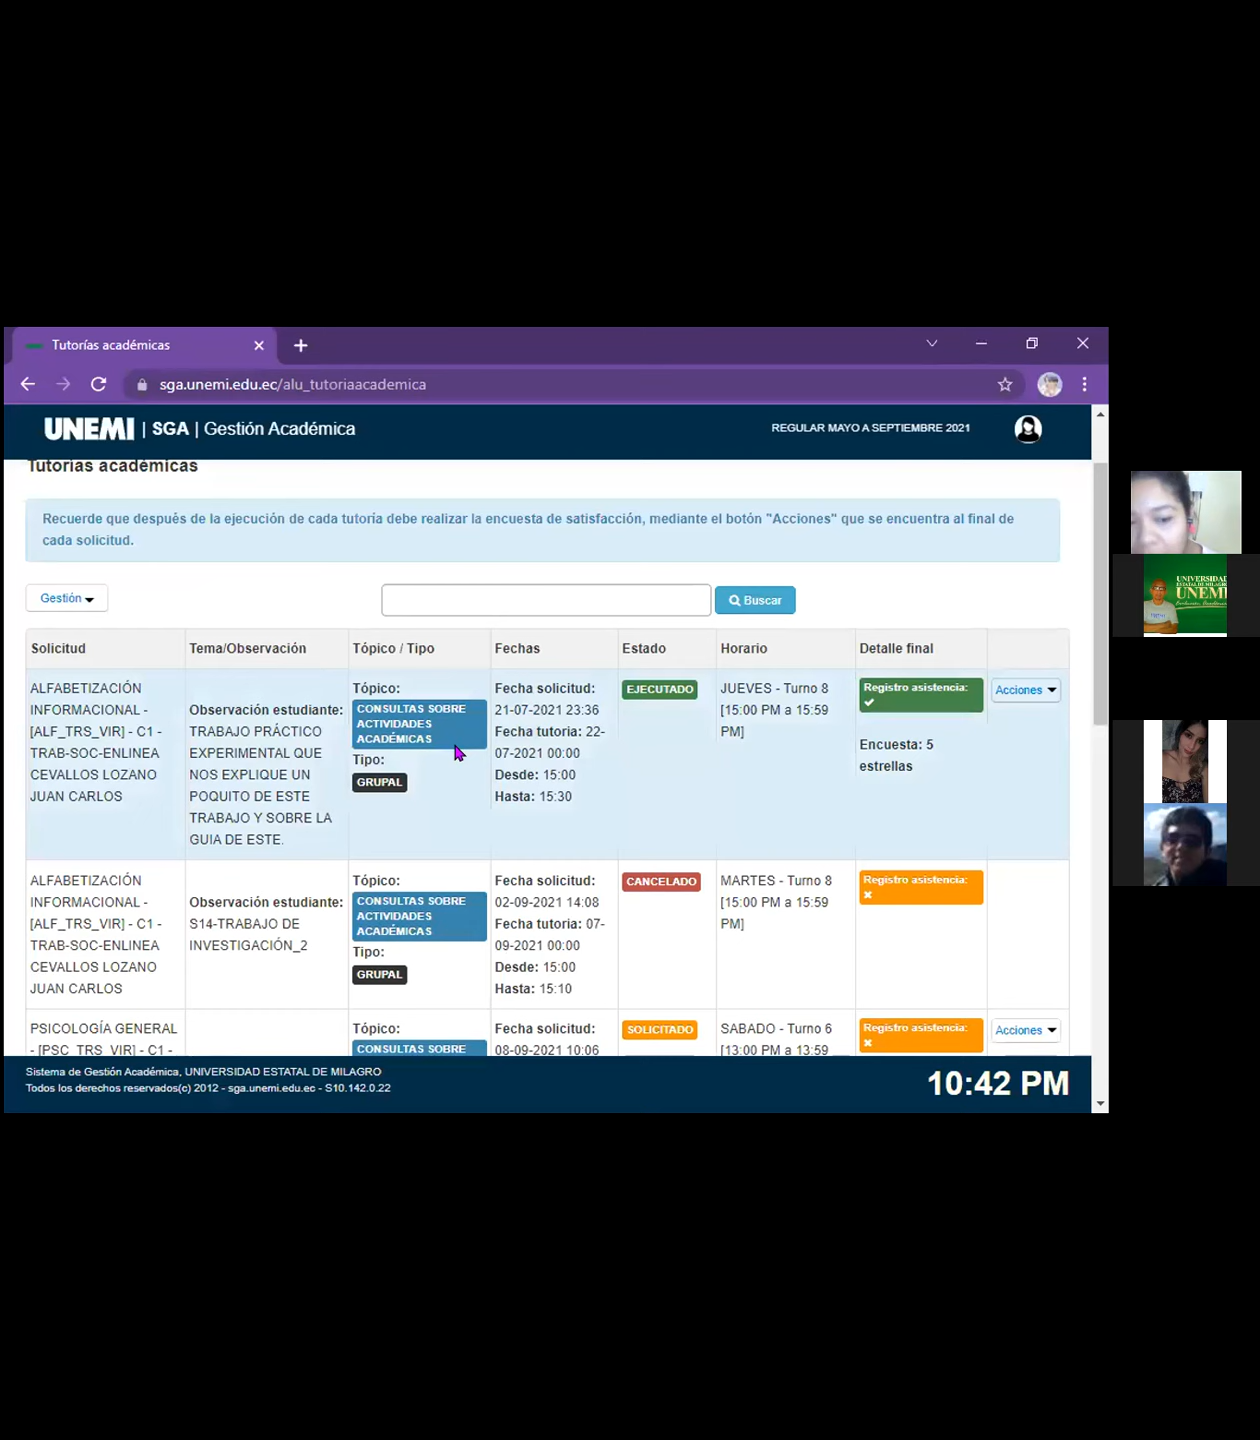 Tutorías académicas
sga.unemi.edu.ec/alu_tutoriaacademica
UNEMI | SGA | Gestión Académica
REGULAR MAYO A SEPTIEMBRE 2021
Tutorías académicas
Recuerde que después de la ejecución de cada tutoría debe realizar la encuesta de satisfacción, mediante el botón "Acciones" que se encuentra al final de
cada solicitud.
Gestión
Buscar
Solicitud
Tema/Observación
Tópico / Tipo
Fechas
Estado
Horario
Detalle final
ALFABETIZACIÓN
INFORMACIONAL -
[ALF_TRS_VIR] - C1 -
TRAB-SOC-ENLINEA
CEVALLOS LOZANO
JUAN CARLOS
Observación estudiante:
TRABAJO PRÁCTICO
EXPERIMENTAL QUE
NOS EXPLIQUE UN
POQUITO DE ESTE
TRABAJO Y SOBRE LA
GUIA DE ESTE.
Tópico:
CONSULTAS SOBRE
ACTIVIDADES
ACADÉMICAS
Tipo:
GRUPAL
Fecha solicitud:
21-07-2021 23:36
Fecha tutoria: 22-
07-2021 00:00
Desde: 15:00
Hasta: 15:30
EJECUTADO
JUEVES - Turno 8
[15:00 PM a 15:59
PM]
Registro asistencia:
✔
Encuesta: 5
estrellas
Acciones
ALFABETIZACIÓN
INFORMACIONAL -
[ALF_TRS_VIR] - C1 -
TRAB-SOC-ENLINEA
CEVALLOS LOZANO
JUAN CARLOS
Observación estudiante:
S14-TRABAJO DE
INVESTIGACIÓN_2
Tópico:
CONSULTAS SOBRE
ACTIVIDADES
ACADÉMICAS
Tipo:
GRUPAL
Fecha solicitud:
02-09-2021 14:08
Fecha tutoria: 07-
09-2021 00:00
Desde: 15:00
Hasta: 15:10
CANCELADO
MARTES - Turno 8
[15:00 PM a 15:59
PM]
Registro asistencia:
✖
PSICOLOGÍA GENERAL
- [PSC_TRS_VIR] - C1 -
Tópico:
CONSULTAS SOBRE
Fecha solicitud:
08-09-2021 10:06
SOLICITADO
SABADO - Turno 6
[13:00 PM a 13:59
Registro asistencia:
✖
Acciones
Sistema de Gestión Académica, UNIVERSIDAD ESTATAL DE MILAGRO
Todos los derechos reservados(c) 2012 - sga.unemi.edu.ec - S10.142.0.22
10:42 PM
UNIVERSIDAD
ESTATAL DE MILAGRO
UNEMI